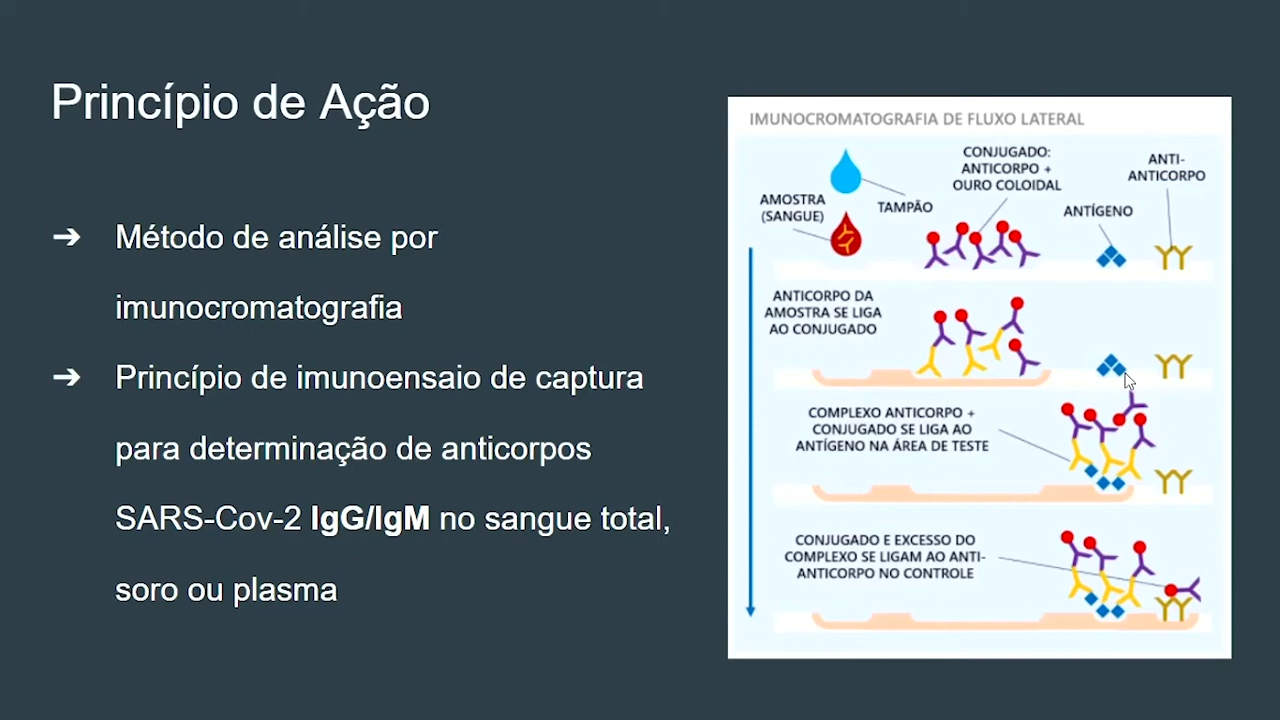 Princípio de Ação
➔ Método de análise por
imunocromatografia
➔ Princípio de imunoensaio de captura
para determinação de anticorpos
SARS-Cov-2 IgG/IgM no sangue total,
soro ou plasma
IMUNOCROMATOGRAFIA DE FLUXO LATERAL
AMOSTRA
(SANGUE)
TAMPÃO
CONJUGADO:
ANTICORPO +
OURO COLOIDAL
ANTÍGENO
ANTI-
ANTICORPO
ANTICORPO DA
AMOSTRA SE LIGA
AO CONJUGADO
COMPLEXO ANTICORPO +
CONJUGADO SE LIGA AO
ANTÍGENO NA ÁREA DE TESTE
CONJUGADO E EXCESSO DO
COMPLEXO SE LIGAM AO ANTI-
ANTICORPO NO CONTROLE